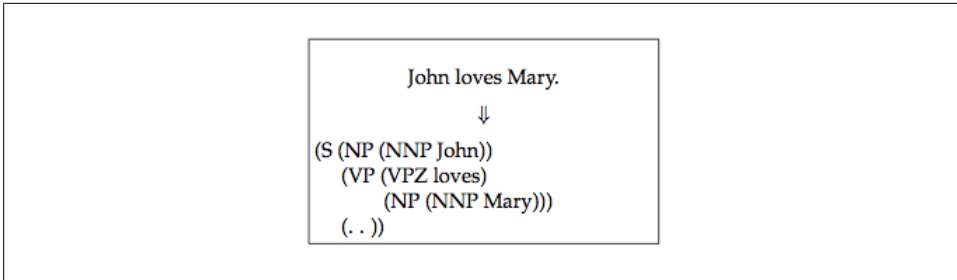 John loves Mary.
⇓
(S (NP (NNP John))
(VP (VPZ loves)
(NP (NNP Mary)))
(. . ))